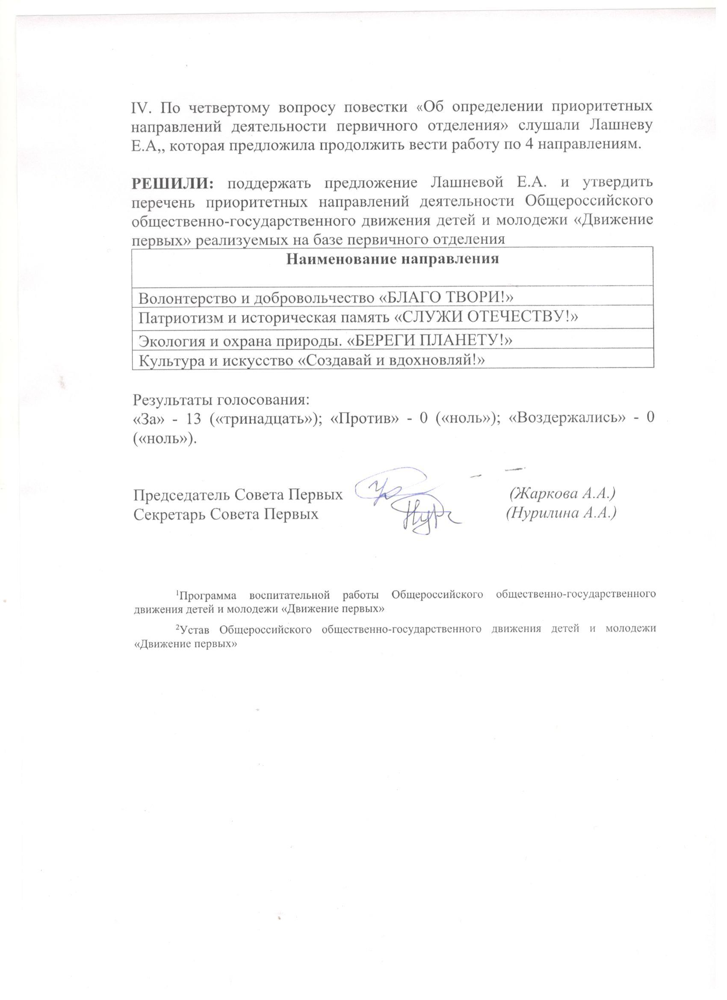 IV. По четвертому вопросу повестки «Об определении приоритетных
направлений деятельности первичного отделения» слушали Лашневу
Е.А,, которая предложила продолжить вести работу по 4 направлениям.
РЕШИЛИ: поддержать предложение Лашневой Е.А. и утвердить
перечень приоритетных направлений деятельности Общероссийского
общественно-государственного движения детей и молодежи «Движение
первых» реализуемых на базе первичного отделения
Наименование направления
Волонтерство и добровольчество «БЛАГО ТВОРИ!»
Патриотизм и историческая память «СЛУЖИ ОТЕЧЕСТВУ!»
Экология и охрана природы. «БЕРЕГИ ПЛАНЕТУ!»
Культура и искусство «Создавай и вдохновляй!»
Результаты голосования:
«За» - 13 («тринадцать»); «Против» - 0 («ноль»); «Воздержались» - 0
(«ноль»).
Председатель Совета Первых (Жаркова А.А.)
Секретарь Совета Первых (Нурилина А.А.)
¹Программа воспитательной работы Общероссийского общественно-государственного
движения детей и молодежи «Движение первых»
²Устав Общероссийского общественно-государственного движения детей и молодежи
«Движение первых»